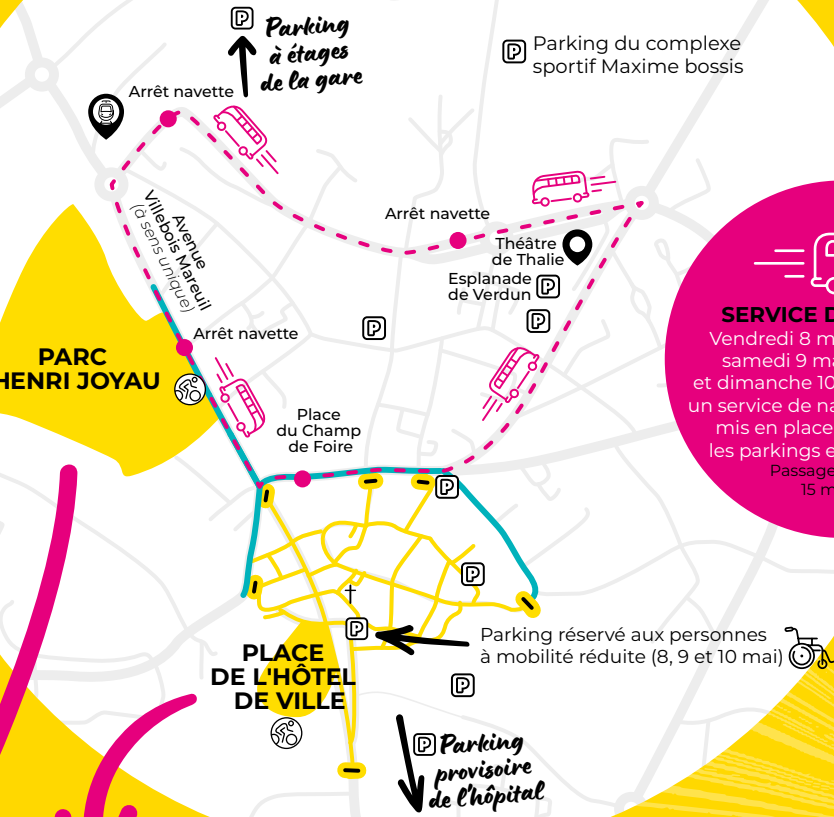 Parking
à étages
de la gare
P Parking du complexe
sportif Maxime bossis
Arrêt navette
Avenue
Villebois Mareuil
(à sens unique)
Arrêt navette
Théâtre
de Thalie
Esplanade
de Verdun
Arrêt navette
PARC
HENRI JOYAU
Place
du Champ
de Foire
SERVICE D
Vendredi 8 m
samedi 9 ma
et dimanche 10
un service de na
mis en place
les parkings e
Passage
15 m
Parking réservé aux personnes
à mobilité réduite (8, 9 et 10 mai)
PLACE
DE L'HÔTEL
DE VILLE
P Parking
provisoire
de l'hôpital
P
P
P
P
P
P
P
P